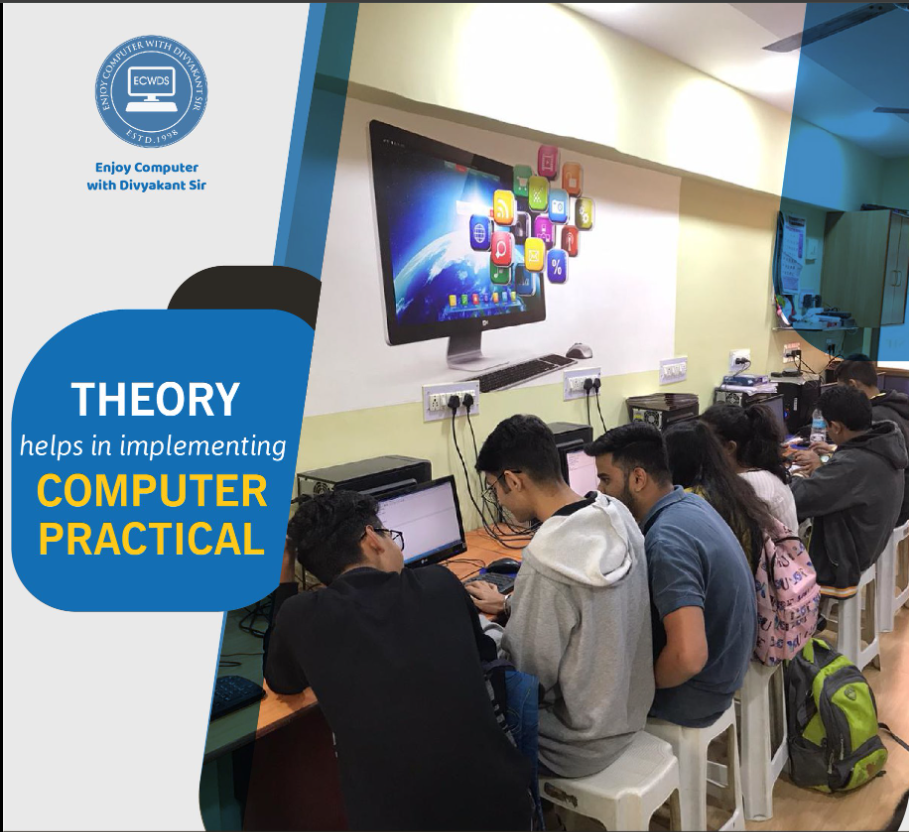 ENJOY COMPUTER WITH DIVYAKANT SIR
ECWDS
ESTD.1998
Enjoy Computer
with Divyakant Sir
THEORY
helps in implementing
COMPUTER
PRACTICAL
%